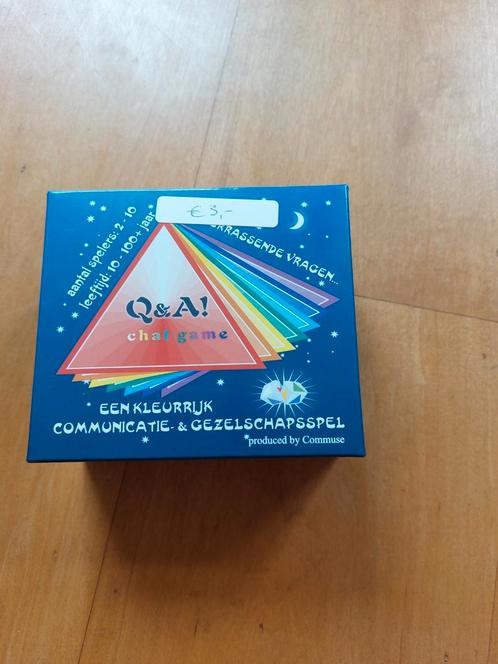 € 3,-
aantal spelers: 2 - 10
leeftijd: 10 - 100+ jaar
VRAGEN...
Q&A!
chat game
EEN KLEURRIJK
COMMUNICATIE- & GEZELSCHAPSSPEL
produced by Commuse